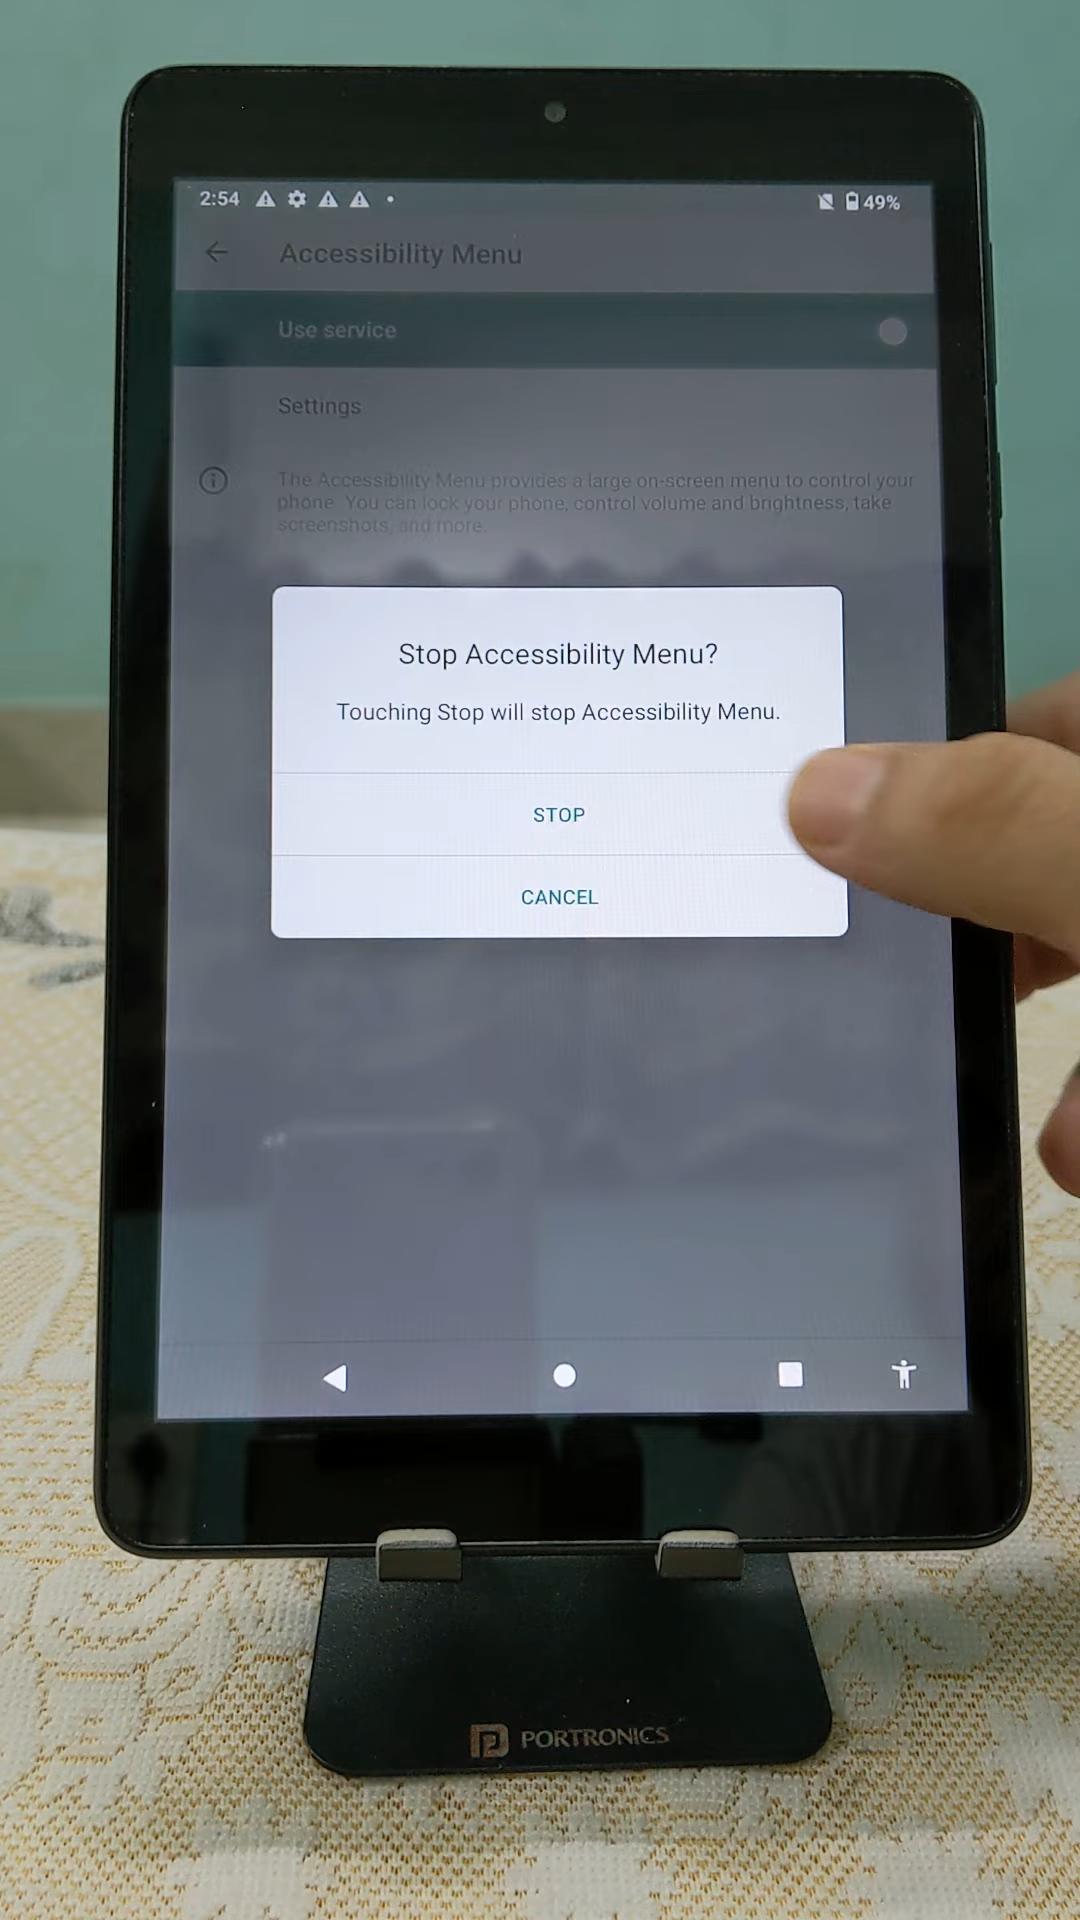 2:54
49%
Accessibility Menu
Use service
Settings
The Accessibility Menu provides a large on-screen menu to control your
phone. You can lock your phone, control volume and brightness, take
screenshots, and more.
Stop Accessibility Menu?
Touching Stop will stop Accessibility Menu.
STOP
CANCEL
PORTRONICS